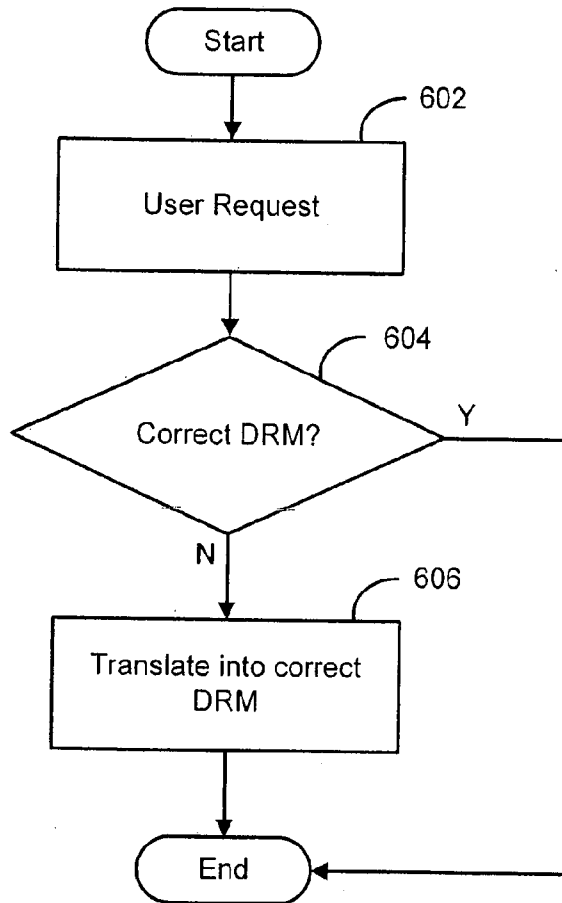 Start
602
User Request
604
Correct DRM?
Y
N
606
Translate into correct
DRM
End